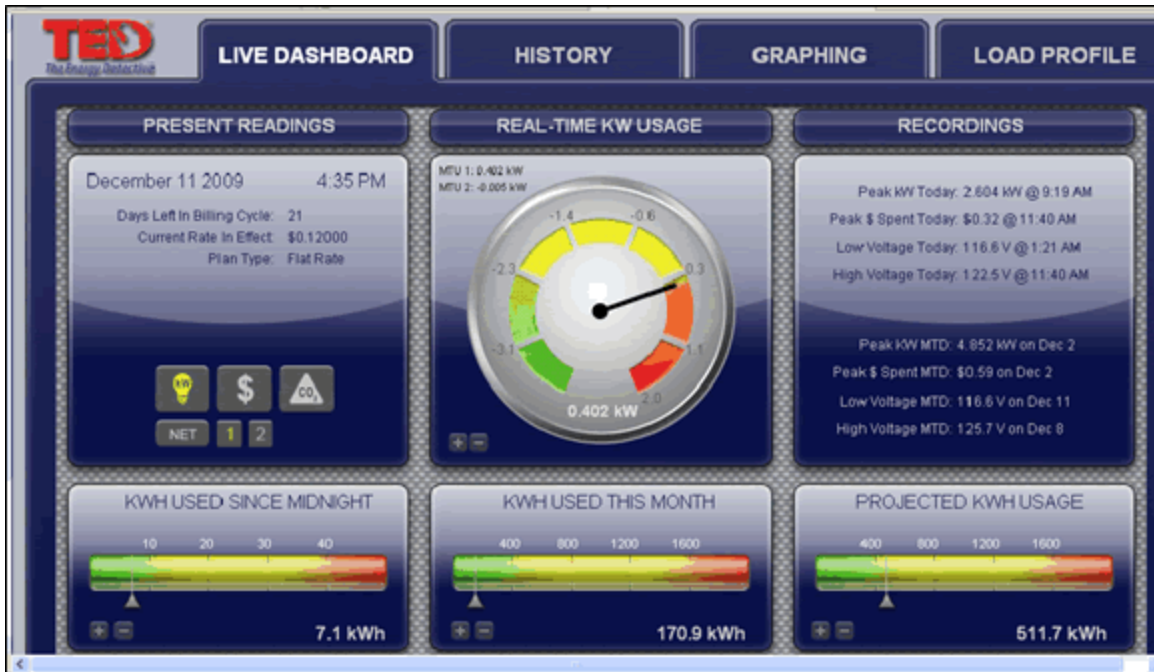 TED
The Energy Detective
LIVE DASHBOARD
HISTORY
GRAPHING
LOAD PROFILE
PRESENT READINGS
December 11 2009 4:35 PM
Days Left In Billing Cycle: 21
Current Rate In Effect: $0.12000
Plan Type: Flat Rate
kW
$
CO2
NET 1 2
REAL-TIME KW USAGE
MTU 1: 0.402 kW
MTU 2: -0.005 kW
-1.4 -0.6
-2.3 0.3
-3.1 1.1
2.0
0.402 kW
+ -
RECORDINGS
Peak kW Today: 2.604 kW @ 9:19 AM
Peak $ Spent Today: $0.32 @ 11:40 AM
Low Voltage Today: 116.6 V @ 1:21 AM
High Voltage Today: 122.5 V @ 11:40 AM
Peak KW MTD: 4.852 kW on Dec 2
Peak $ Spent MTD: $0.59 on Dec 2
Low Voltage MTD: 116.6 V on Dec 11
High Voltage MTD: 125.7 V on Dec 8
KWH USED SINCE MIDNIGHT
10 20 30 40
+ - 7.1 kWh
KWH USED THIS MONTH
400 800 1200 1600
+ - 170.9 kWh
PROJECTED KWH USAGE
400 800 1200 1600
+ - 511.7 kWh